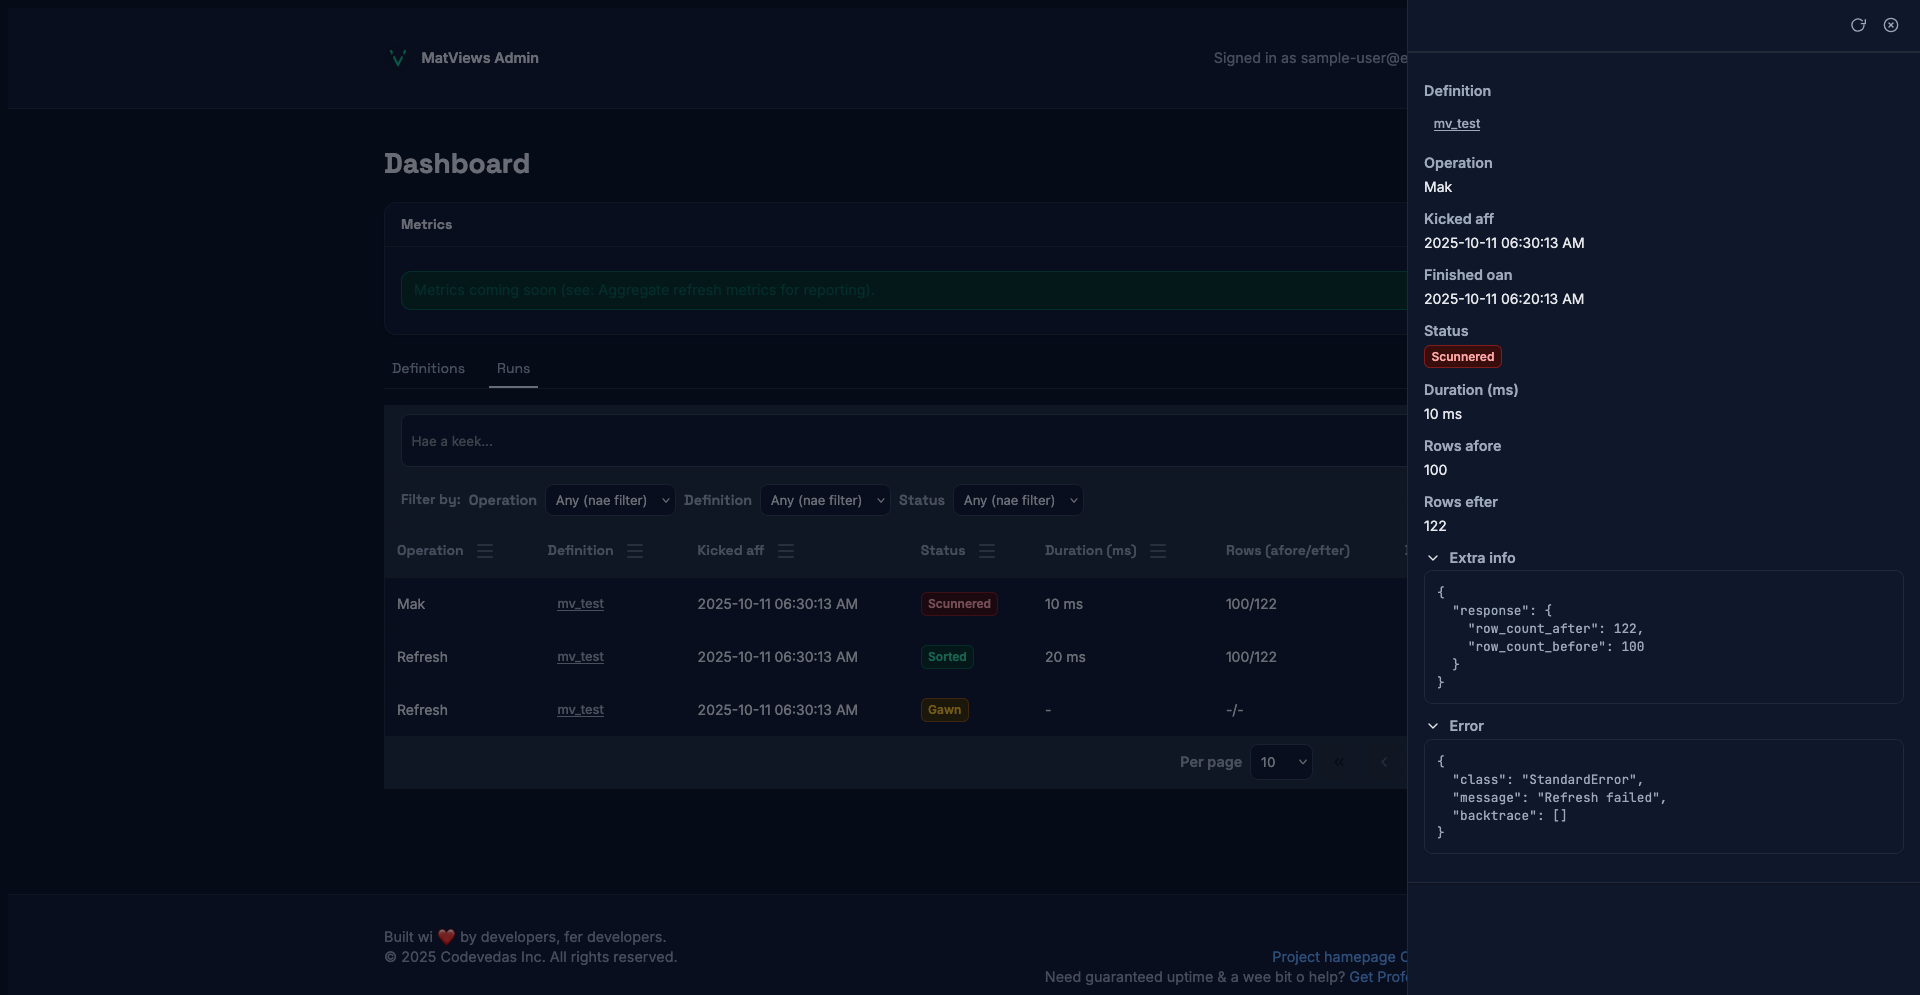 MatViews Admin
Signed in as sample-user@e
Dashboard
Metrics
Metrics coming soon (see: Aggregate refresh metrics for reporting).
Definitions Runs
Hae a keek...
Filter by: Operation Any (nae filter) Definition Any (nae filter) Status Any (nae filter)
Operation Definition Kicked aff Status Duration (ms) Rows (afore/efter)
Mak mv_test 2025-10-11 06:30:13 AM Scunnered 10 ms 100/122
Refresh mv_test 2025-10-11 06:30:13 AM Sorted 20 ms 100/122
Refresh mv_test 2025-10-11 06:30:13 AM Gawn - -/-
Per page 10 « ‹
Built wi ❤️ by developers, fer developers.
© 2025 Codevedas Inc. All rights reserved.
Project hamepage
Need guaranteed uptime & a wee bit o help? Get Prof
Definition
mv_test
Operation
Mak
Kicked aff
2025-10-11 06:30:13 AM
Finished oan
2025-10-11 06:20:13 AM
Status
Scunnered
Duration (ms)
10 ms
Rows afore
100
Rows efter
122
Extra info
{
"response": {
"row_count_after": 122,
"row_count_before": 100
}
}
Error
{
"class": "StandardError",
"message": "Refresh failed",
"backtrace": []
}